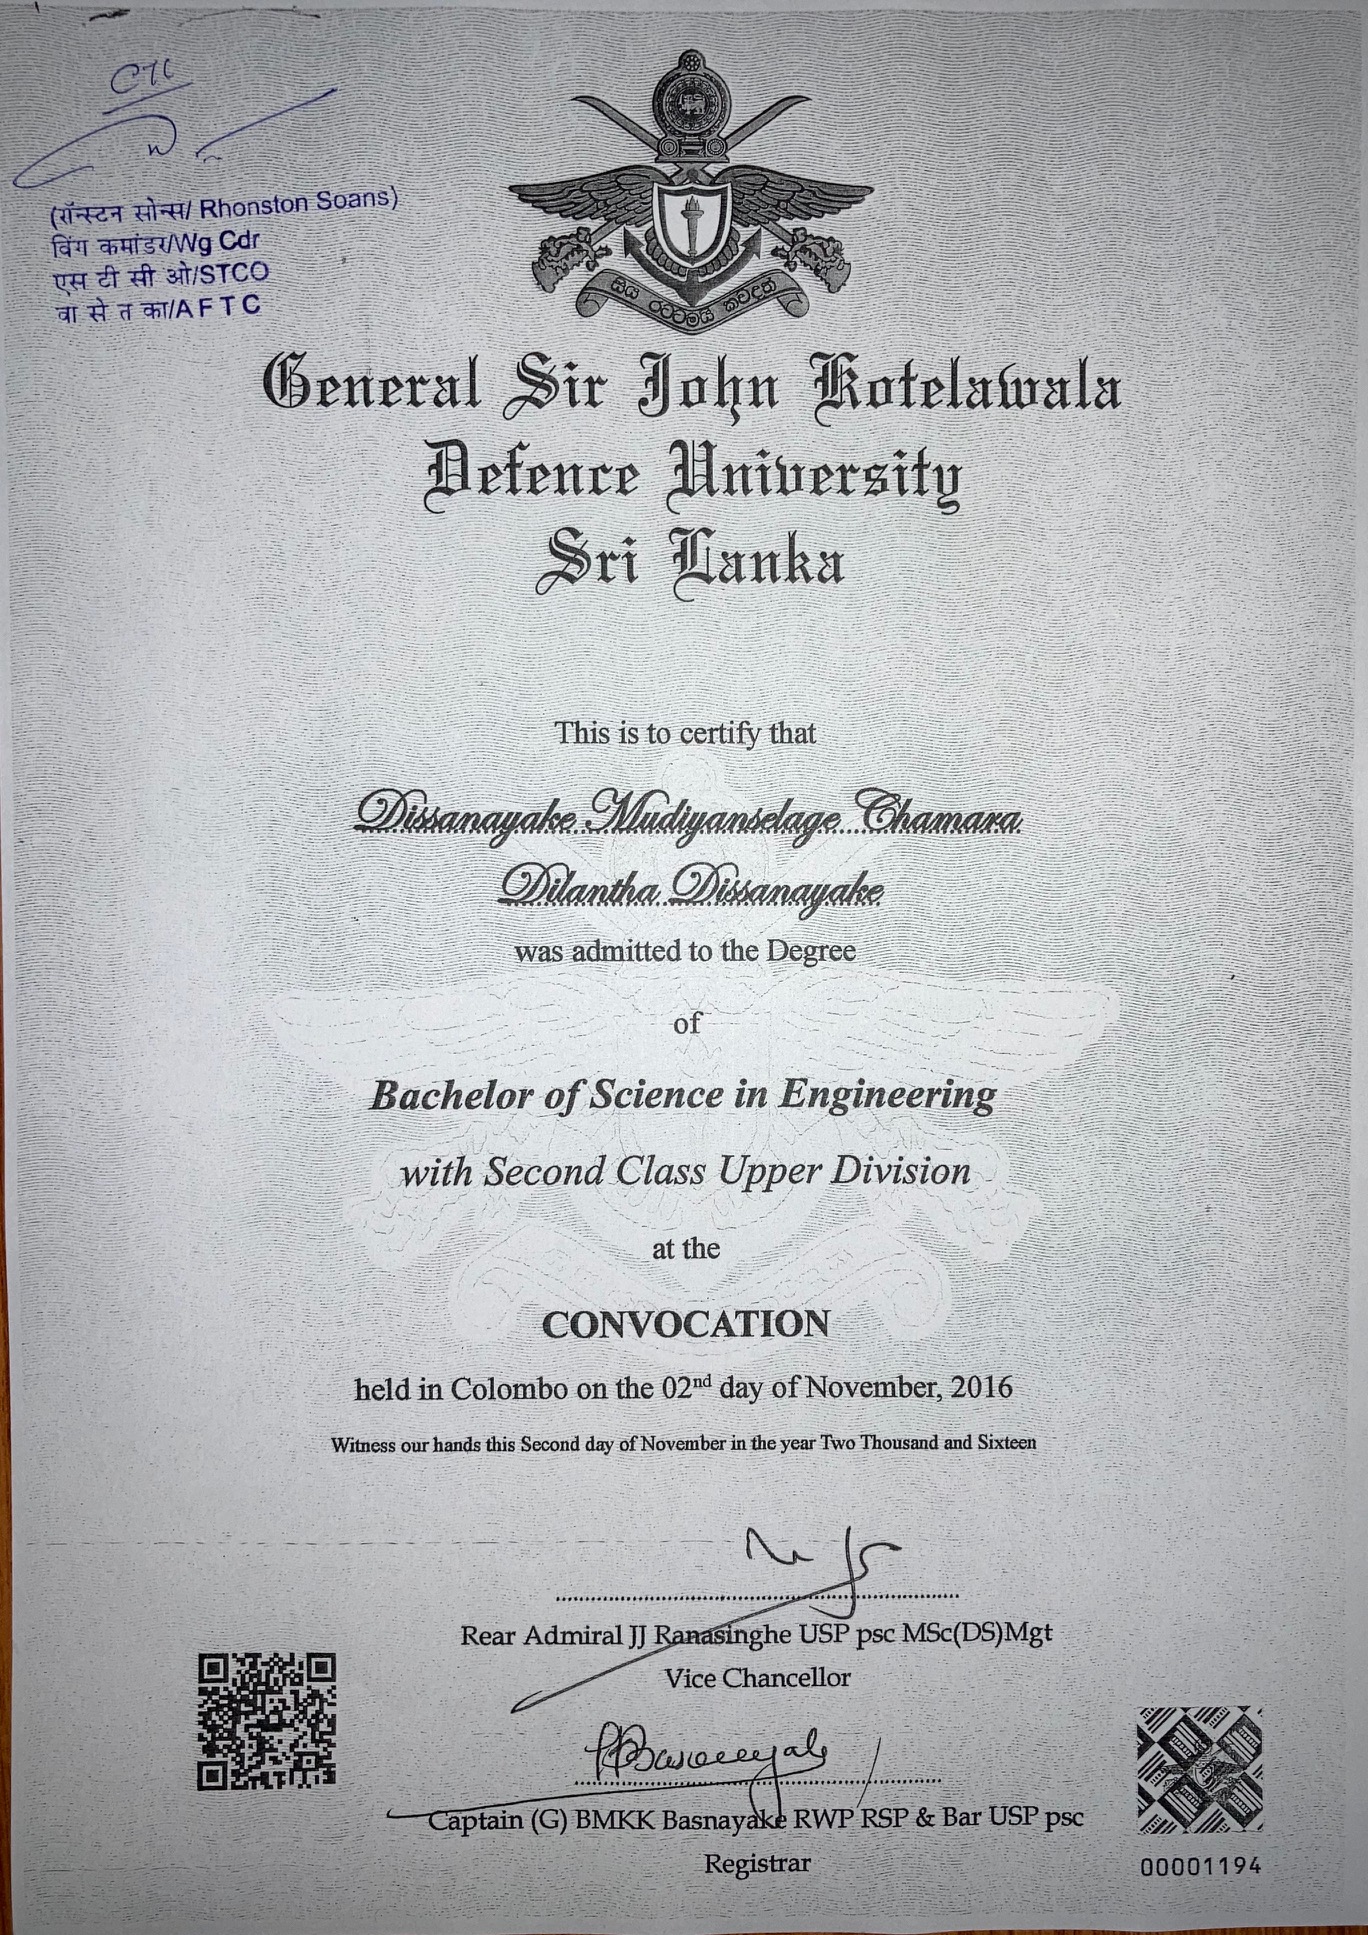 CTC
(रॉन्स्टन सोन्स/ Rhonston Soans)
विंग कमांडर/Wg Cdr
एस टी सी ओ/STCO
वा से त का/A F T C
General Sir John Kotelawala
Defence University
Sri Lanka
This is to certify that
Dissanayake Mudiyanselage Chamara
Dilantha Dissanayake
was admitted to the Degree
of
Bachelor of Science in Engineering
with Second Class Upper Division
at the
CONVOCATION
held in Colombo on the 02nd day of November, 2016
Witness our hands this Second day of November in the year Two Thousand and Sixteen
Rear Admiral JJ Ranasinghe USP psc MSc(DS)Mgt
Vice Chancellor
Captain (G) BMKK Basnayake RWP RSP & Bar USP psc
Registrar
00001194